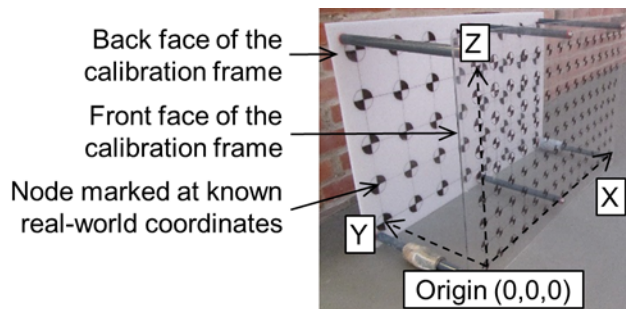 Back face of the
calibration frame
Front face of the
calibration frame
Node marked at known
real-world coordinates
Z
X
Y
Origin (0,0,0)